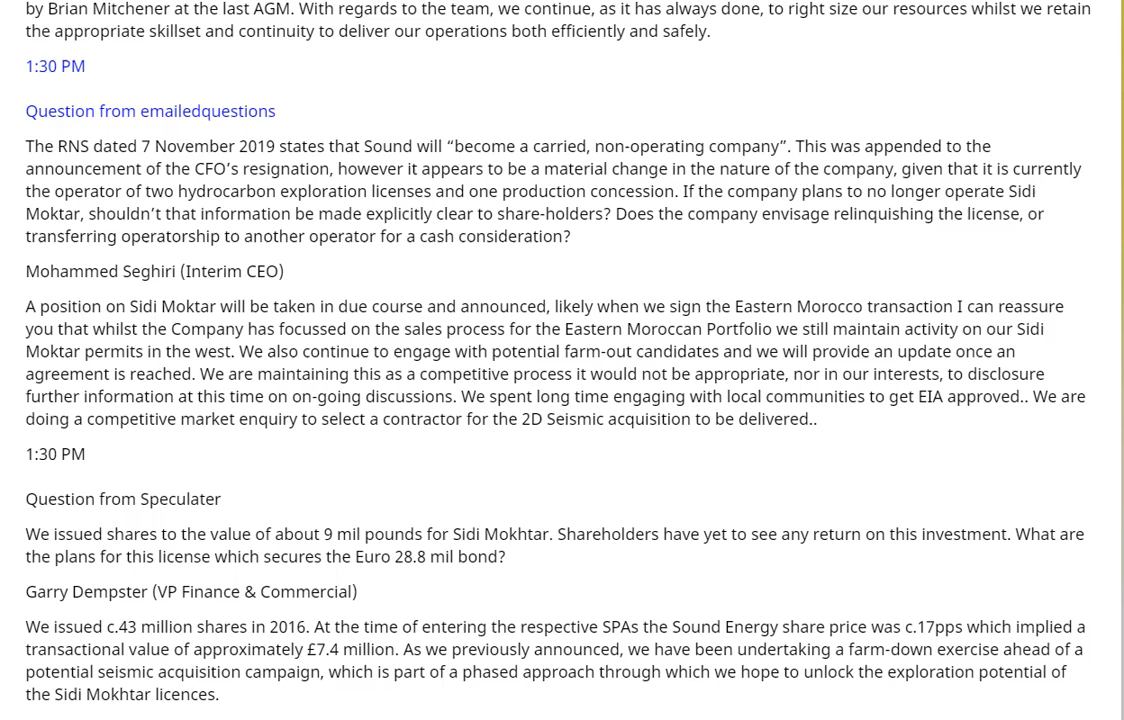 by Brian Mitchener at the last AGM. With regards to the team, we continue, as it has always done, to right size our resources whilst we retain
the appropriate skillset and continuity to deliver our operations both efficiently and safely.
1:30 PM
Question from emailedquestions
The RNS dated 7 November 2019 states that Sound will “become a carried, non-operating company”. This was appended to the
announcement of the CFO’s resignation, however it appears to be a material change in the nature of the company, given that it is currently
the operator of two hydrocarbon exploration licenses and one production concession. If the company plans to no longer operate Sidi
Moktar, shouldn’t that information be made explicitly clear to share-holders? Does the company envisage relinquishing the license, or
transferring operatorship to another operator for a cash consideration?
Mohammed Seghiri (Interim CEO)
A position on Sidi Moktar will be taken in due course and announced, likely when we sign the Eastern Morocco transaction I can reassure
you that whilst the Company has focussed on the sales process for the Eastern Moroccan Portfolio we still maintain activity on our Sidi
Moktar permits in the west. We also continue to engage with potential farm-out candidates and we will provide an update once an
agreement is reached. We are maintaining this as a competitive process it would not be appropriate, nor in our interests, to disclosure
further information at this time on on-going discussions. We spent long time engaging with local communities to get EIA approved.. We are
doing a competitive market enquiry to select a contractor for the 2D Seismic acquisition to be delivered..
1:30 PM
Question from Speculater
We issued shares to the value of about 9 mil pounds for Sidi Mokhtar. Shareholders have yet to see any return on this investment. What are
the plans for this license which secures the Euro 28.8 mil bond?
Garry Dempster (VP Finance & Commercial)
We issued c.43 million shares in 2016. At the time of entering the respective SPAs the Sound Energy share price was c.17pps which implied a
transactional value of approximately £7.4 million. As we previously announced, we have been undertaking a farm-down exercise ahead of a
potential seismic acquisition campaign, which is part of a phased approach through which we hope to unlock the exploration potential of
the Sidi Mokhtar licences.